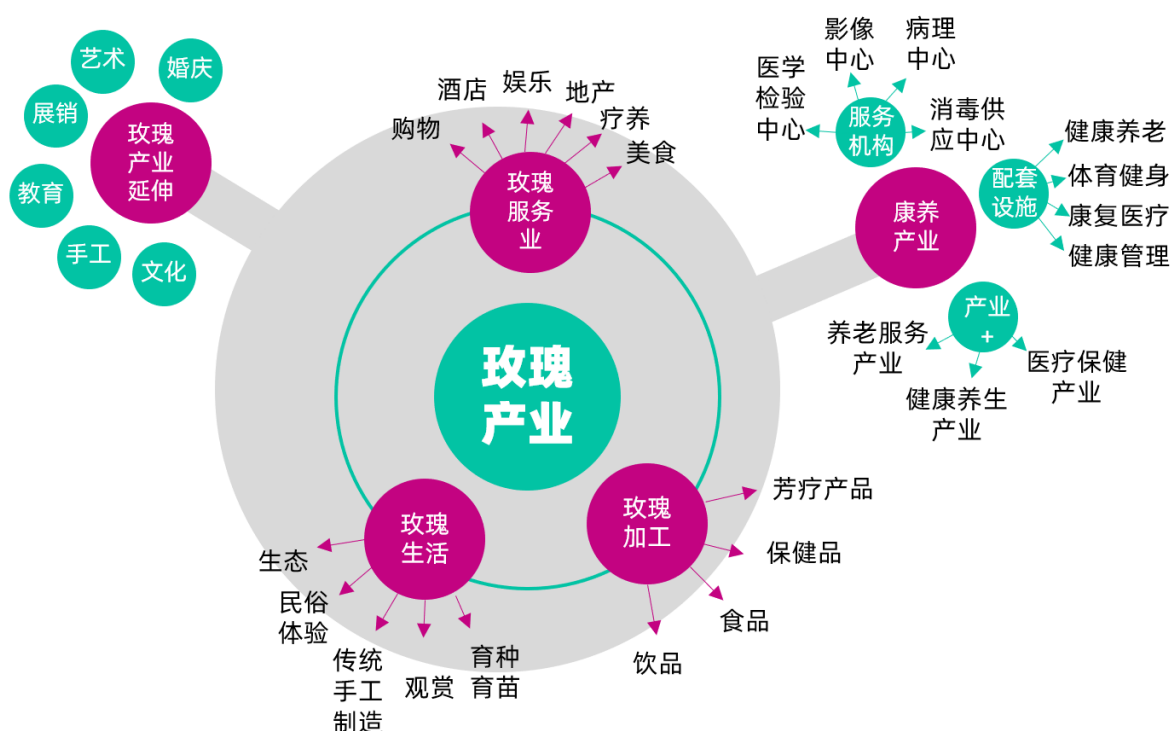 艺术
婚庆
展销
玫瑰
产业
延伸
教育
手工
文化
购物
酒店
娱乐
地产
疗养
美食
玫瑰
服务
业
玫瑰
产业
玫瑰
生活
生态
民俗
体验
传统
手工
制造
观赏
育种
育苗
玫瑰
加工
芳疗产品
保健品
食品
饮品
康养
产业
服务
机构
医学
检验
中心
影像
中心
病理
中心
消毒供
应中心
配套
设施
健康养老
体育健身
康复医疗
健康管理
产业
+
养老服务
产业
健康养生
产业
医疗保健
产业